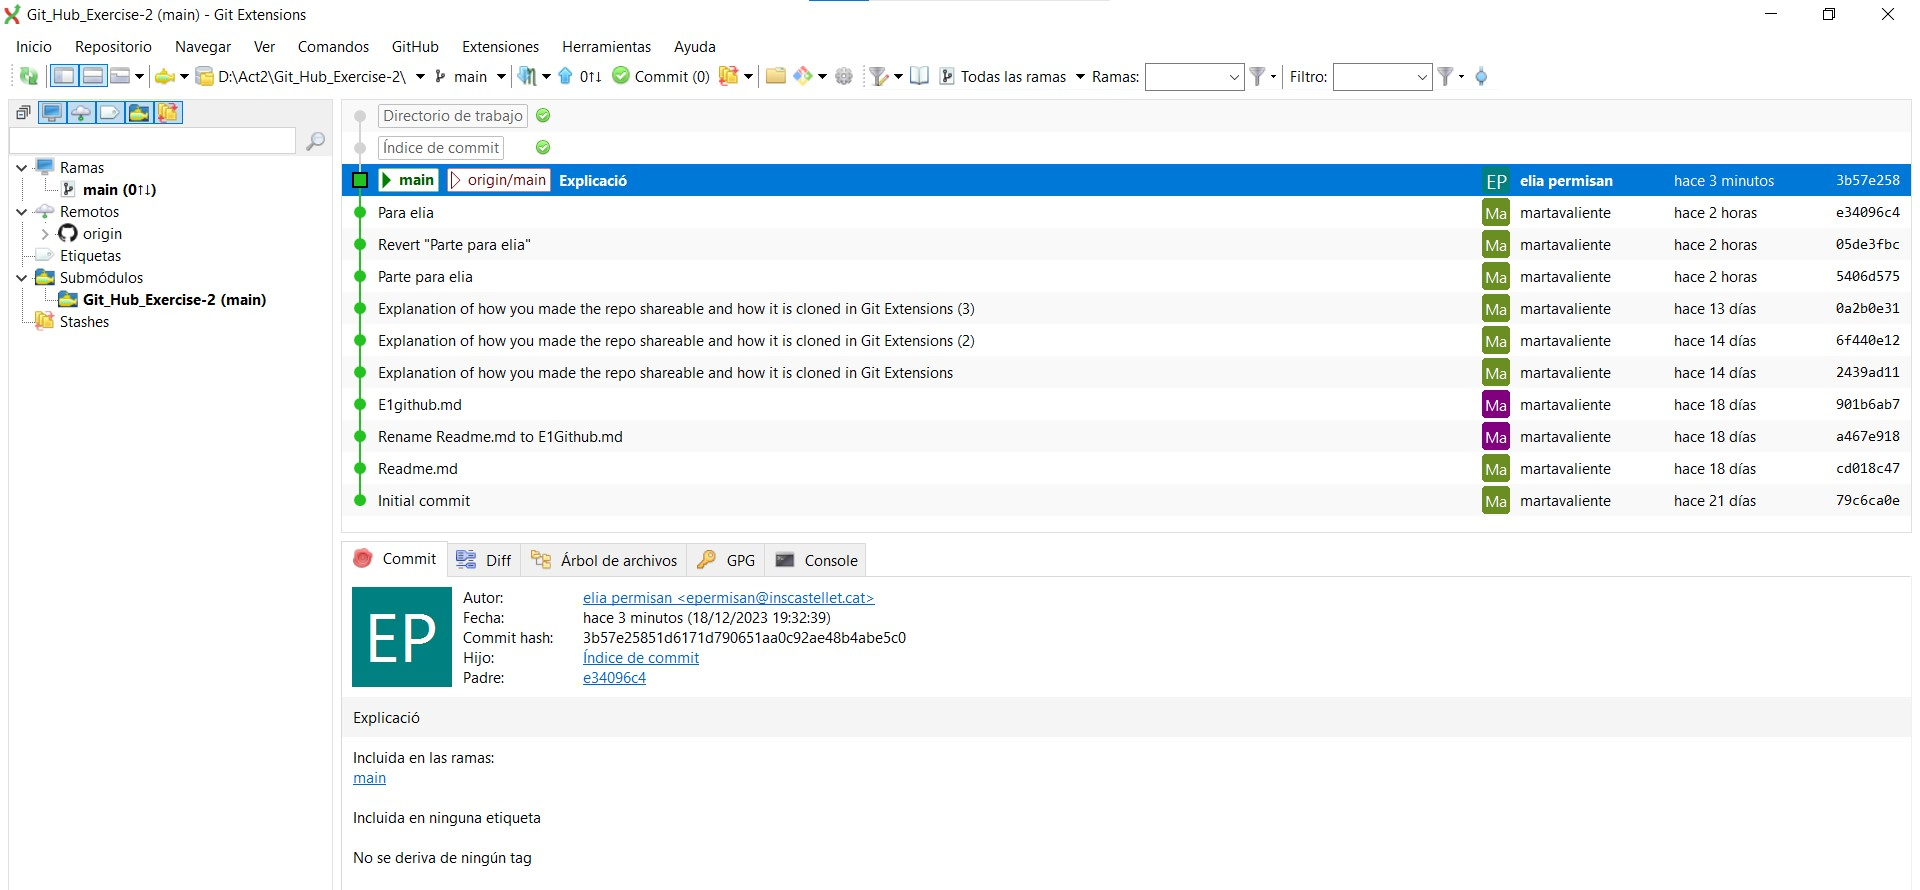 Git_Hub_Exercise-2 (main) - Git Extensions
Inicio Repositorio Navegar Ver Comandos GitHub Extensiones Herramientas Ayuda
D:\Act2\Git_Hub_Exercise-2\ main 0↑↓ Commit (0) Todas las ramas Ramas: Filtro:
Ramas
main (0↑↓)
Remotos
origin
Etiquetas
Submódulos
Git_Hub_Exercise-2 (main)
Stashes
Directorio de trabajo
Índice de commit
main origin/main Explicació EP elia permisan hace 3 minutos 3b57e258
Para elia Ma martavaliente hace 2 horas e34096c4
Revert "Parte para elia" Ma martavaliente hace 2 horas 05de3fbc
Parte para elia Ma martavaliente hace 2 horas 5406d575
Explanation of how you made the repo shareable and how it is cloned in Git Extensions (3) Ma martavaliente hace 13 días 0a2b0e31
Explanation of how you made the repo shareable and how it is cloned in Git Extensions (2) Ma martavaliente hace 14 días 6f440e12
Explanation of how you made the repo shareable and how it is cloned in Git Extensions Ma martavaliente hace 14 días 2439ad11
E1github.md Ma martavaliente hace 18 días 901b6ab7
Rename Readme.md to E1Github.md Ma martavaliente hace 18 días a467e918
Readme.md Ma martavaliente hace 18 días cd018c47
Initial commit Ma martavaliente hace 21 días 79c6ca0e
Commit Diff Árbol de archivos GPG Console
EP
Autor: elia permisan <epermisan@inscastellet.cat>
Fecha: hace 3 minutos (18/12/2023 19:32:39)
Commit hash: 3b57e25851d6171d790651aa0c92ae48b4abe5c0
Hijo: Índice de commit
Padre: e34096c4
Explicació
Incluida en las ramas:
main
Incluida en ninguna etiqueta
No se deriva de ningún tag